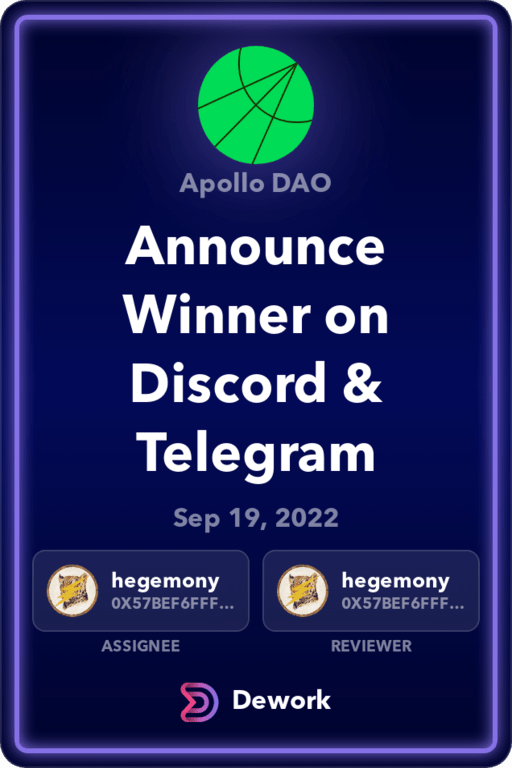 Apollo DAO
Announce
Winner on
Discord &
Telegram
Sep 19, 2022
hegemony
0X57BEF6FFF...
ASSIGNEE
hegemony
0X57BEF6FFF...
REVIEWER
Dework